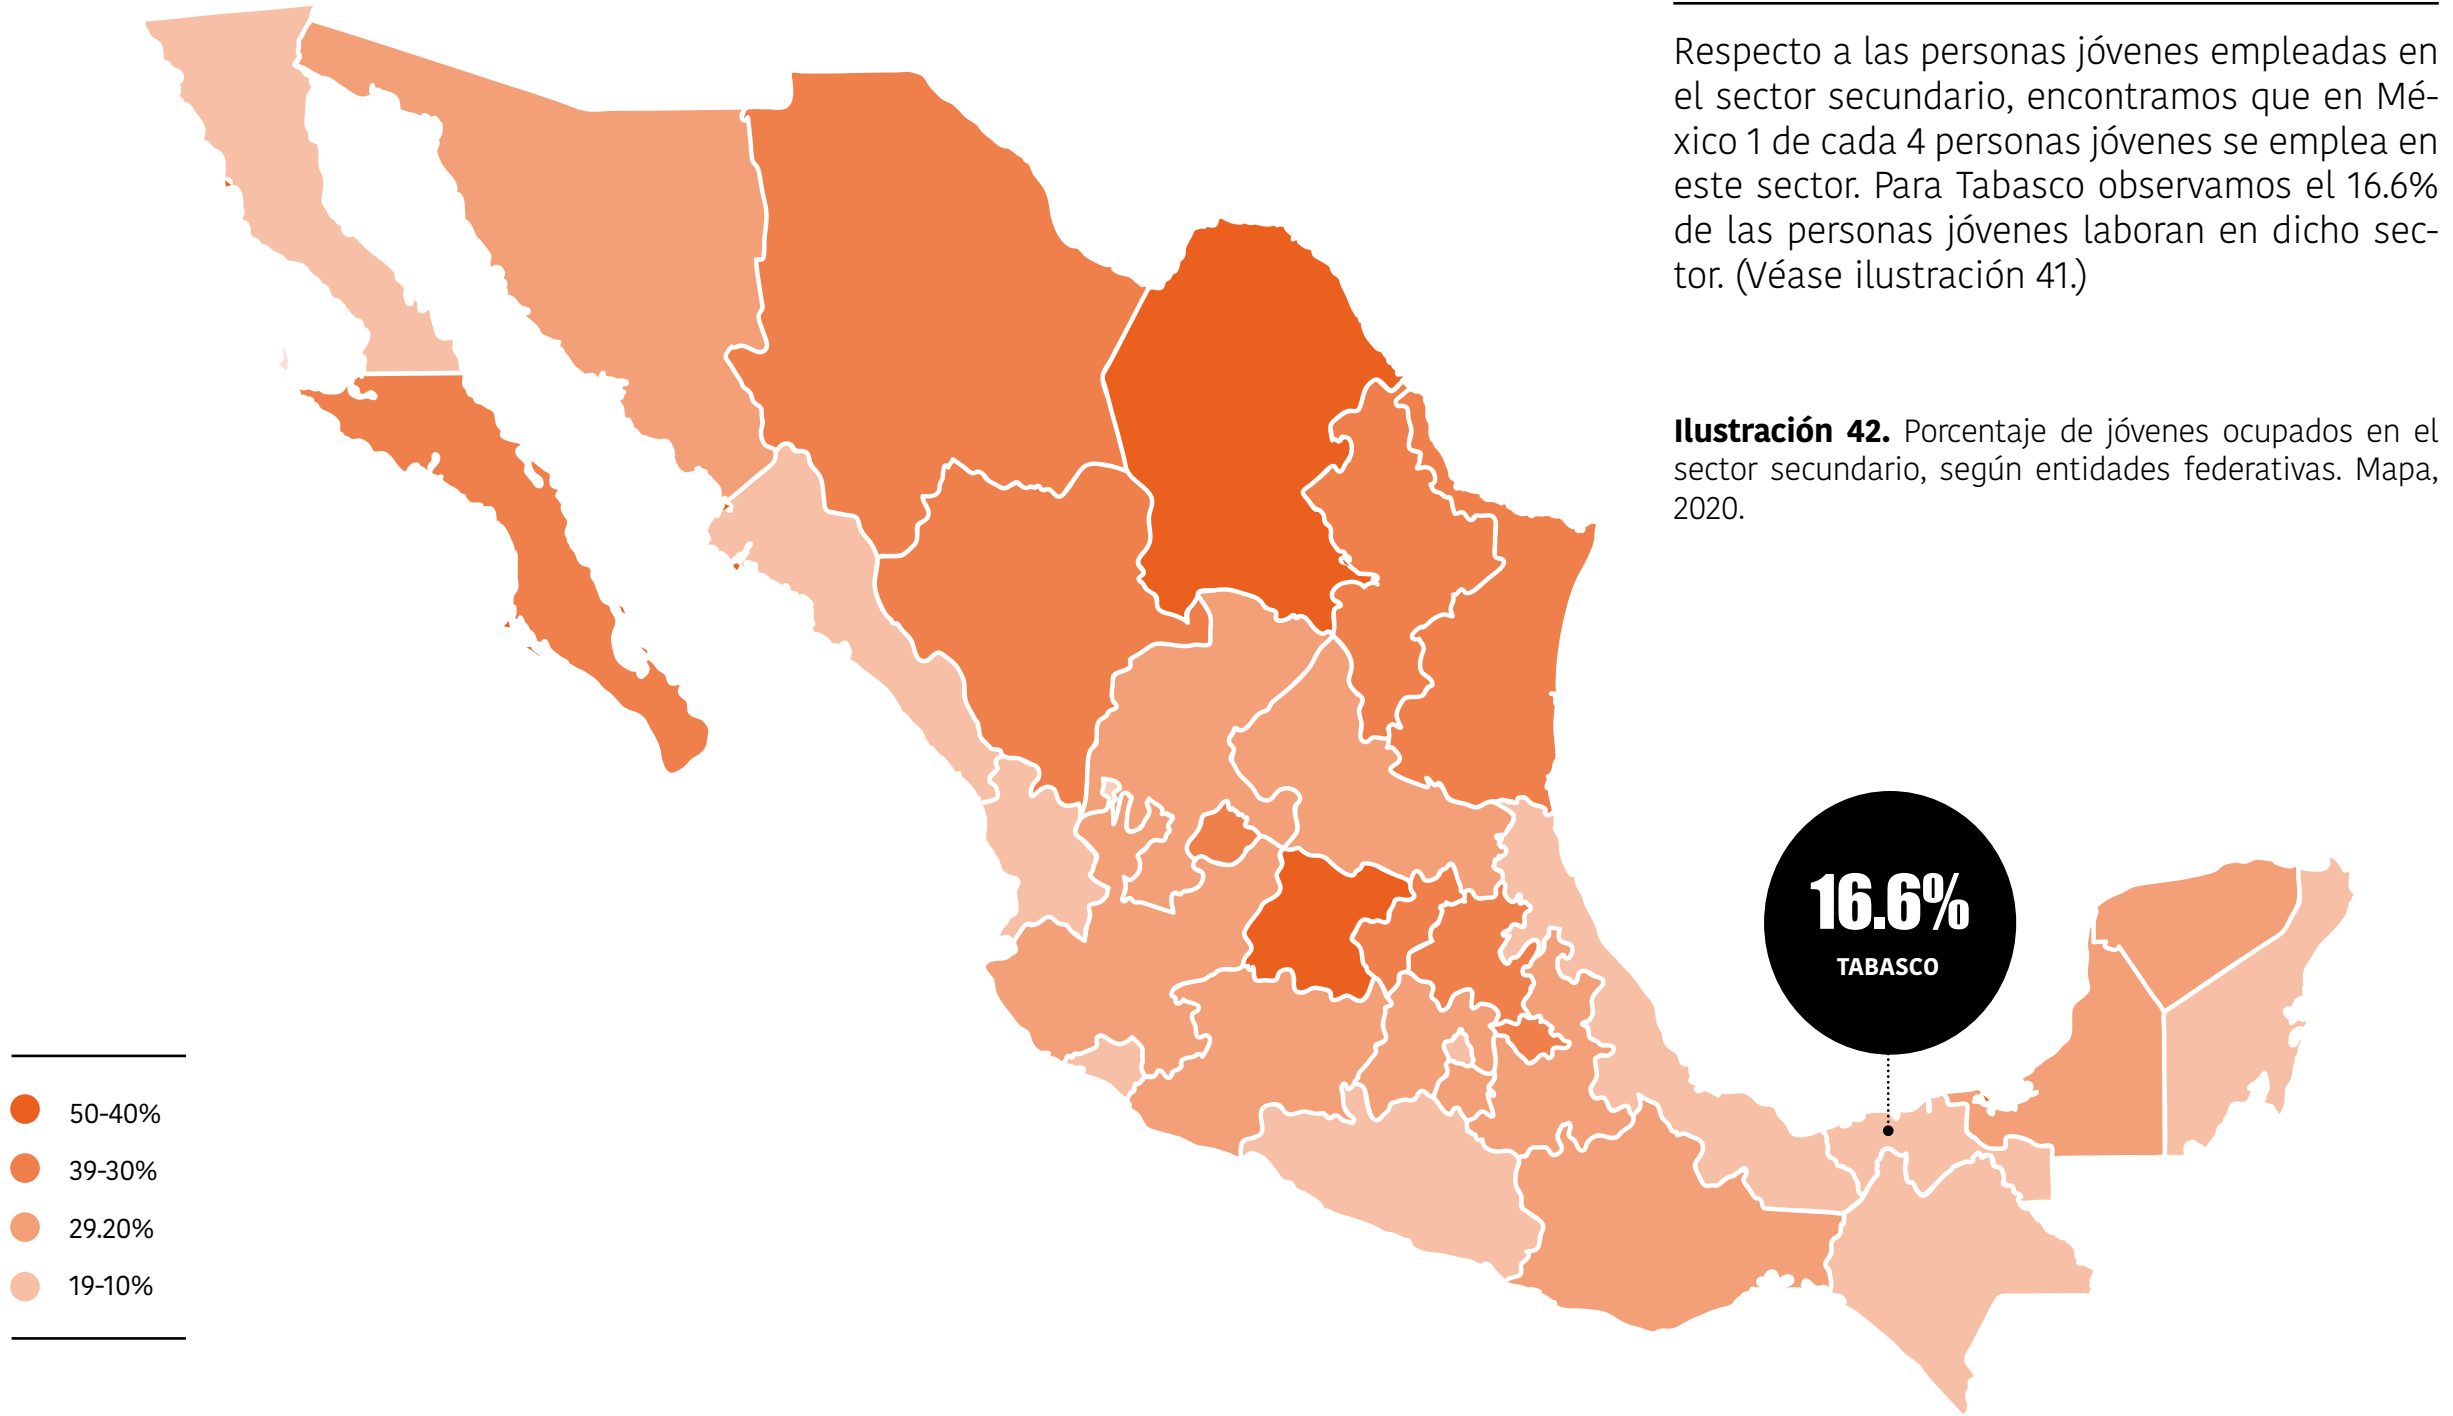 Respecto a las personas jóvenes empleadas en
el sector secundario, encontramos que en Mé-
xico 1 de cada 4 personas jóvenes se emplea en
este sector. Para Tabasco observamos el 16.6%
de las personas jóvenes laboran en dicho sec-
tor. (Véase ilustración 41.)
Ilustración 42. Porcentaje de jóvenes ocupados en el
sector secundario, según entidades federativas. Mapa,
2020.
16.6%
TABASCO
50-40%
39-30%
29.20%
19-10%